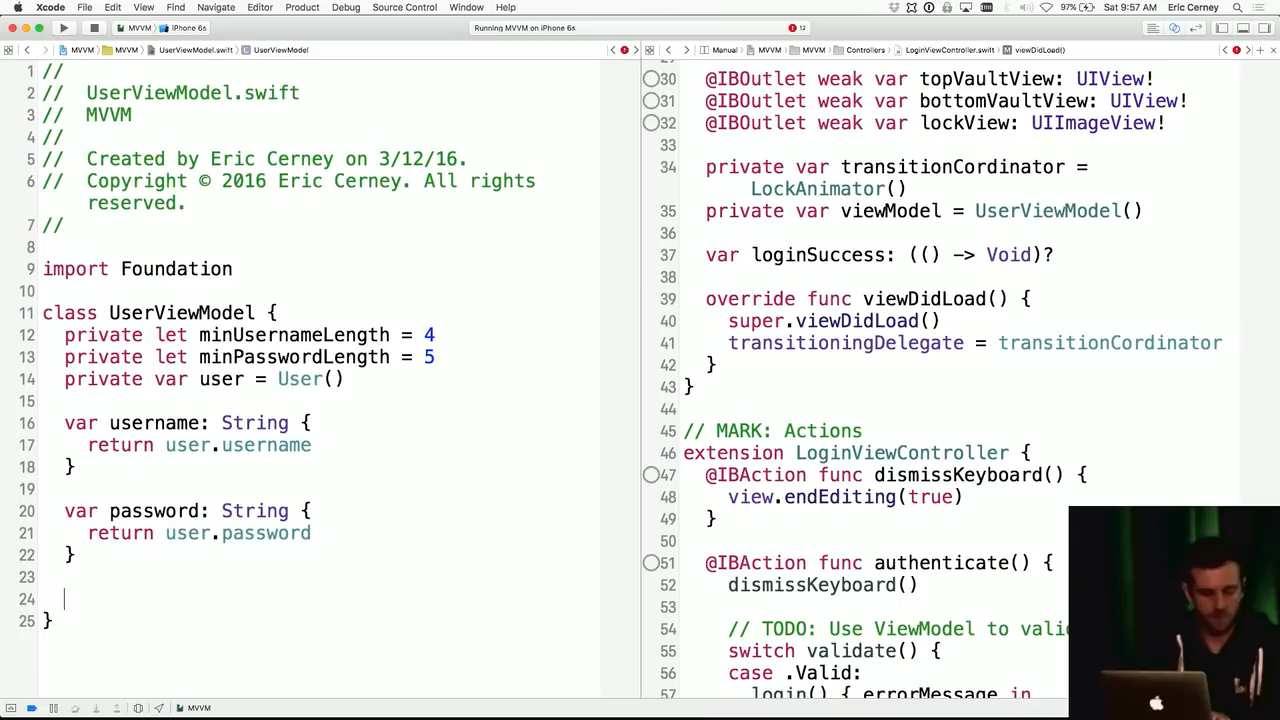 Xcode File Edit View Find Navigate Editor Product Debug Source Control Window Help 97% Sat 9:57 AM Eric Cerney
MVVM iPhone 6s Running MVVM on iPhone 6s 12
MVVM MVVM UserViewModel.swift UserViewModel
Manual MVVM MVVM Controllers LoginViewController.swift viewDidLoad()
1 //
2 // UserViewModel.swift
3 // MVVM
4 //
5 // Created by Eric Cerney on 3/12/16.
6 // Copyright © 2016 Eric Cerney. All rights
reserved.
7 //
8
9 import Foundation
10
11 class UserViewModel {
12 private let minUsernameLength = 4
13 private let minPasswordLength = 5
14 private var user = User()
15
16 var username: String {
17 return user.username
18 }
19
20 var password: String {
21 return user.password
22 }
23
24
25 }
30 @IBOutlet weak var topVaultView: UIView!
31 @IBOutlet weak var bottomVaultView: UIView!
32 @IBOutlet weak var lockView: UIImageView!
33
34 private var transitionCordinator =
LockAnimator()
35 private var viewModel = UserViewModel()
36
37 var loginSuccess: (() -> Void)?
38
39 override func viewDidLoad() {
40 super.viewDidLoad()
41 transitioningDelegate = transitionCordinator
42 }
43 }
44
45 // MARK: Actions
46 extension LoginViewController {
47 @IBAction func dismissKeyboard() {
48 view.endEditing(true)
49 }
50
51 @IBAction func authenticate() {
52 dismissKeyboard()
53
54 // TODO: Use ViewModel to vali
55 switch validate() {
56 case .Valid:
57 login() { errorMessage in
MVVM